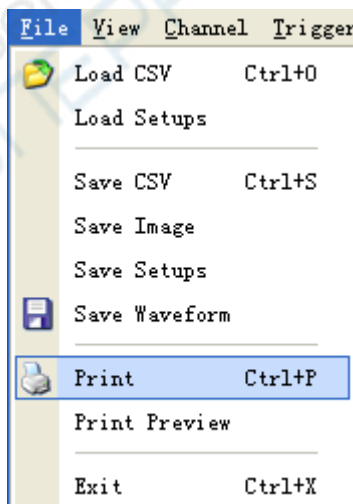 File View Channel Trigger
Load CSV Ctrl+O
Load Setups
Save CSV Ctrl+S
Save Image
Save Setups
Save Waveform
Print Ctrl+P
Print Preview
Exit Ctrl+X